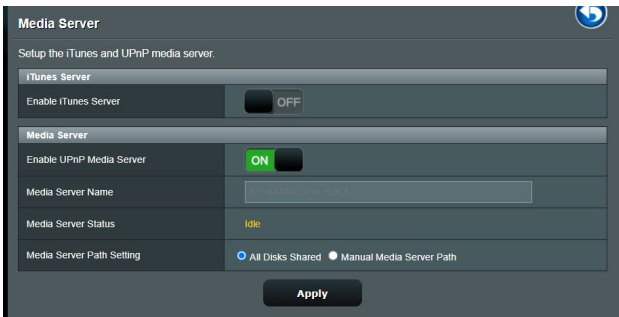 Media Server
Setup the iTunes and UPnP media server.
iTunes Server
Enable iTunes Server OFF
Media Server
Enable UPnP Media Server ON
Media Server Name
Media Server Status Idle
Media Server Path Setting All Disks Shared Manual Media Server Path
Apply